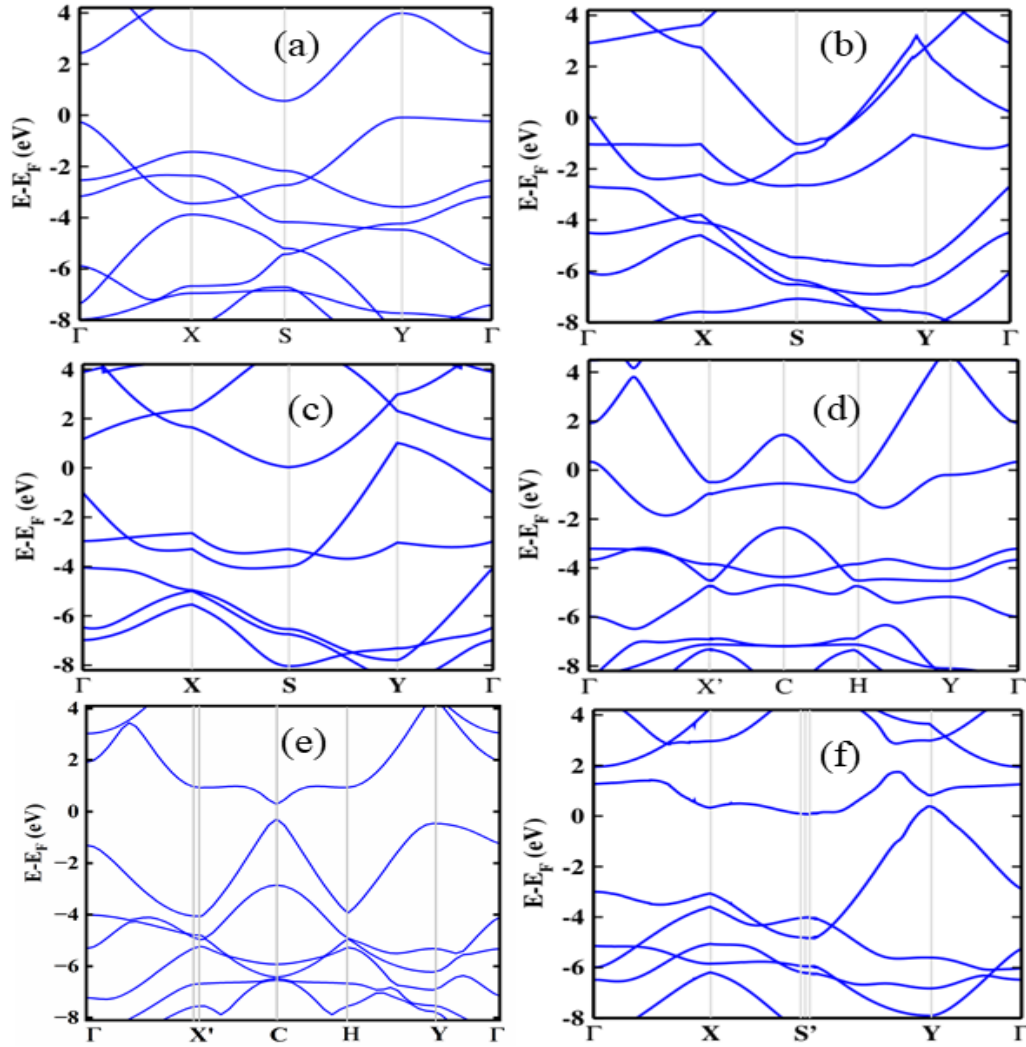 (a)
E-E_F (eV)
4
2
0
-2
-4
-6
-8
Γ X S Y Γ
(b)
E-E_F (eV)
4
2
0
-2
-4
-6
-8
Γ X S Y Γ
(c)
E-E_F (eV)
4
2
0
-2
-4
-6
-8
Γ X S Y Γ
(d)
E-E_F (eV)
4
2
0
-2
-4
-6
-8
Γ X’ C H Y Γ
(e)
E-E_F (eV)
4
2
0
−2
−4
−6
−8
Γ X' C H Y Γ
(f)
E-E_F (eV)
4
2
0
-2
-4
-6
-8
Γ X S’ Y Γ